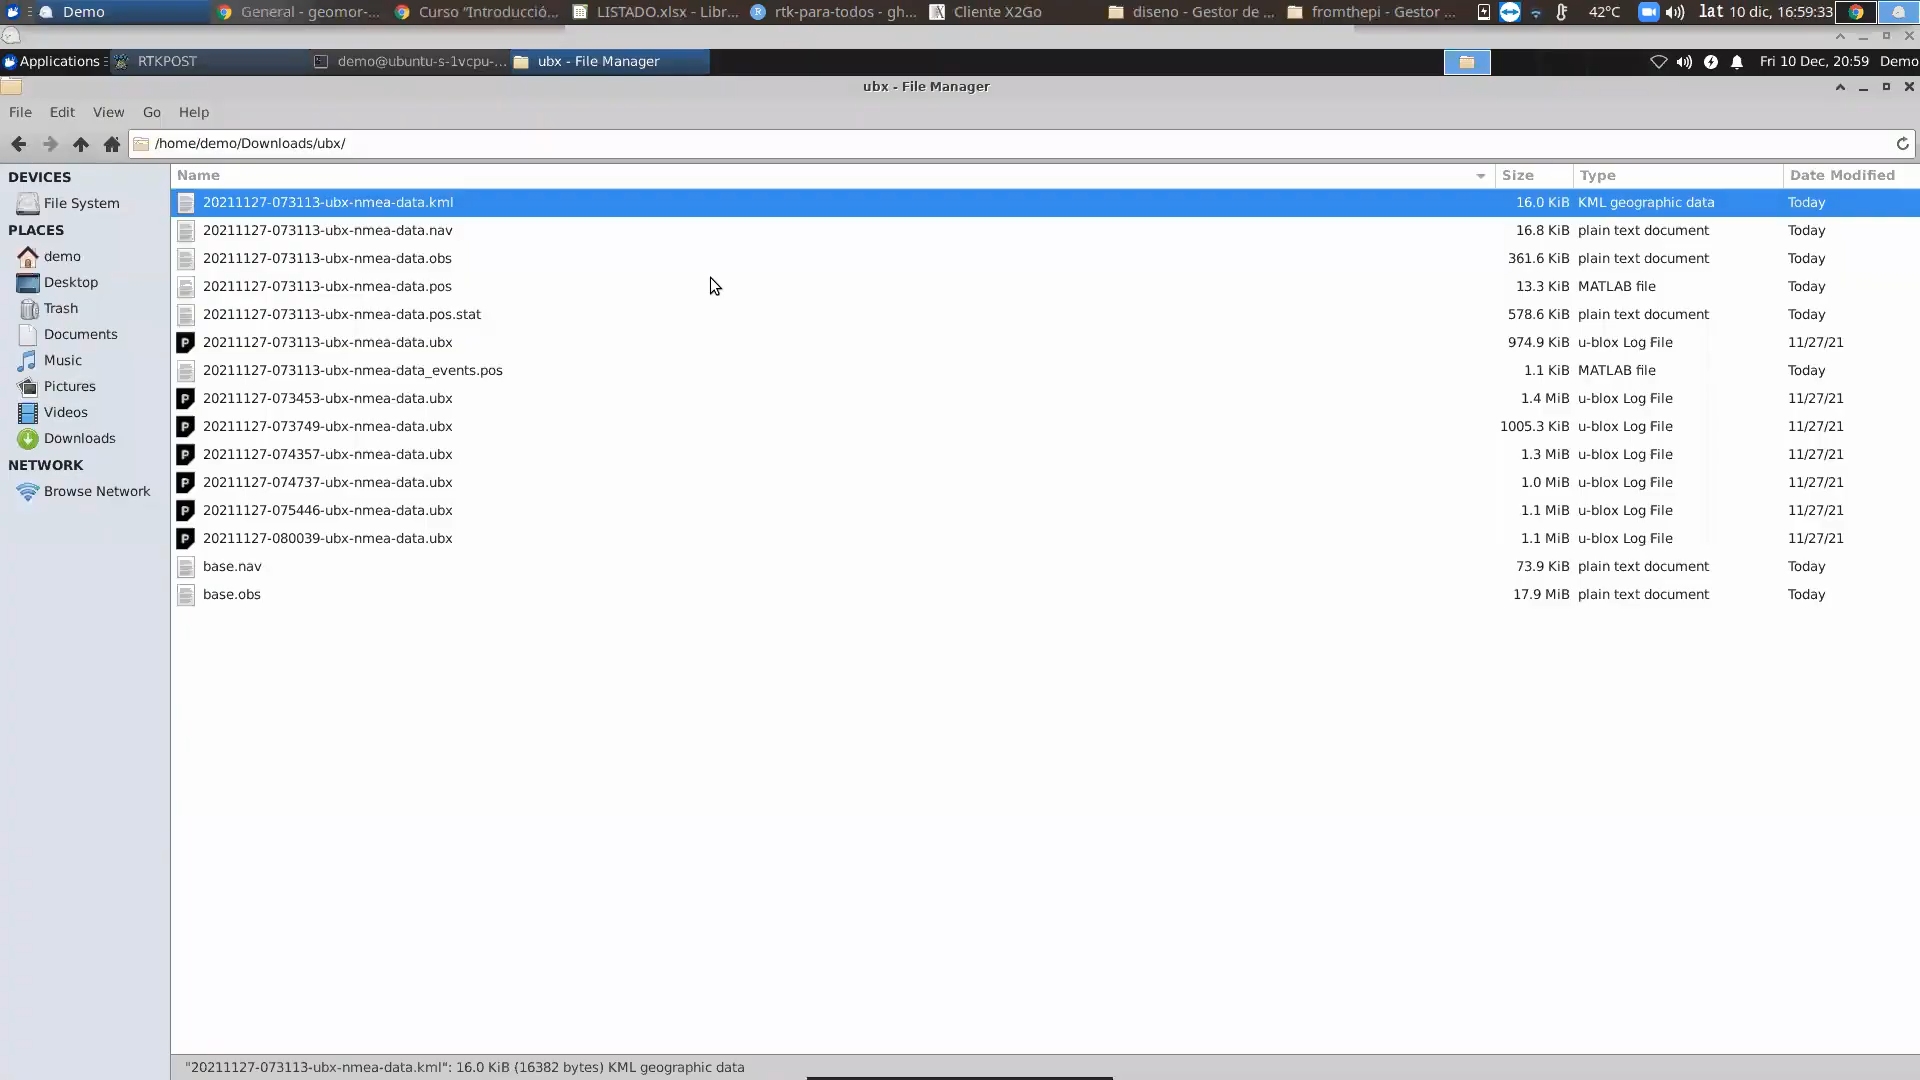 Demo General - geomor-... Curso "Introducció... LISTADO.xlsx - Libr... rtk-para-todos - gh... Cliente X2Go diseno - Gestor de ... fromthepi - Gestor ... 42°C lat 10 dic, 16:59:33
Applications RTKPOST demo@ubuntu-s-1vcpu-... ubx - File Manager Fri 10 Dec, 20:59 Demo
ubx - File Manager
File Edit View Go Help
/home/demo/Downloads/ubx/
DEVICES
File System
PLACES
demo
Desktop
Trash
Documents
Music
Pictures
Videos
Downloads
NETWORK
Browse Network
Name Size Type Date Modified
20211127-073113-ubx-nmea-data.kml 16.0 KiB KML geographic data Today
20211127-073113-ubx-nmea-data.nav 16.8 KiB plain text document Today
20211127-073113-ubx-nmea-data.obs 361.6 KiB plain text document Today
20211127-073113-ubx-nmea-data.pos 13.3 KiB MATLAB file Today
20211127-073113-ubx-nmea-data.pos.stat 578.6 KiB plain text document Today
20211127-073113-ubx-nmea-data.ubx 974.9 KiB u-blox Log File 11/27/21
20211127-073113-ubx-nmea-data_events.pos 1.1 KiB MATLAB file Today
20211127-073453-ubx-nmea-data.ubx 1.4 MiB u-blox Log File 11/27/21
20211127-073749-ubx-nmea-data.ubx 1005.3 KiB u-blox Log File 11/27/21
20211127-074357-ubx-nmea-data.ubx 1.3 MiB u-blox Log File 11/27/21
20211127-074737-ubx-nmea-data.ubx 1.0 MiB u-blox Log File 11/27/21
20211127-075446-ubx-nmea-data.ubx 1.1 MiB u-blox Log File 11/27/21
20211127-080039-ubx-nmea-data.ubx 1.1 MiB u-blox Log File 11/27/21
base.nav 73.9 KiB plain text document Today
base.obs 17.9 MiB plain text document Today
"20211127-073113-ubx-nmea-data.kml": 16.0 KiB (16382 bytes) KML geographic data